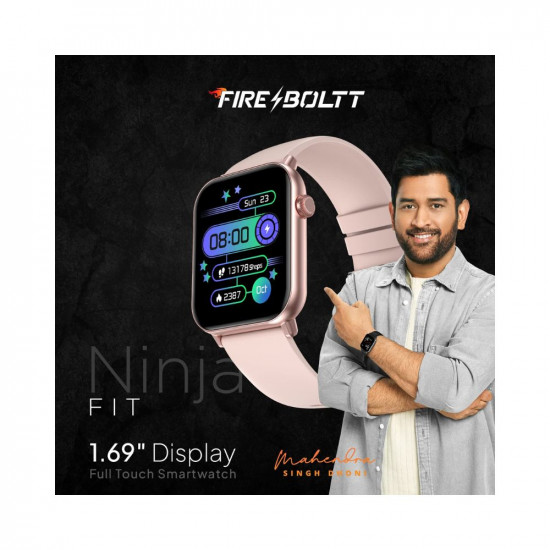 FIRE BOLTT
Sun 23
08:00
13178Steps
2387
Oct
Ninja
FIT
1.69" Display
Full Touch Smartwatch
Mahendra
SINGH DHONI